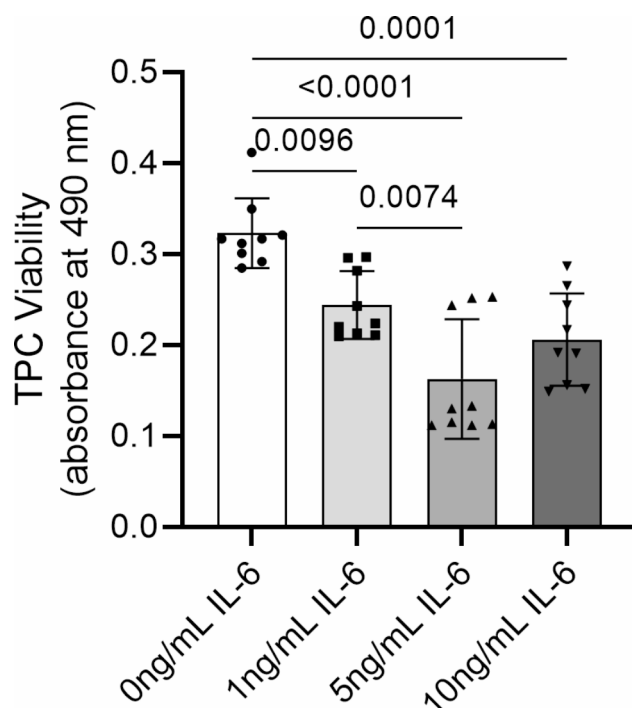 0.0001
<0.0001
0.0096
0.0074
TPC Viability
(absorbance at 490 nm)
0.5
0.4
0.3
0.2
0.1
0.0
0ng/mL IL-6
1ng/mL IL-6
5ng/mL IL-6
10ng/mL IL-6